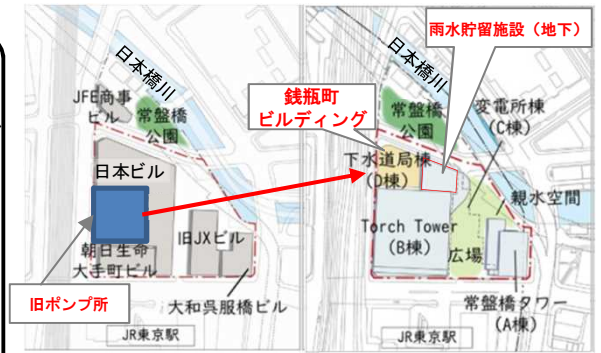 日本橋川
JFE商事
ビル
常盤橋
公園
日本ビル
旧JXビル
朝日生命
大手町ビル
旧ポンプ所
大和呉服橋ビル
JR東京駅
雨水貯留施設（地下）
日本橋川
銭瓶町
ビルディング
常盤橋
公園
変電所棟
(C棟)
下水道局棟
(D棟)
親水空間
Torch Tower
(B棟)
広場
常盤橋タワー
(A棟)
JR東京駅